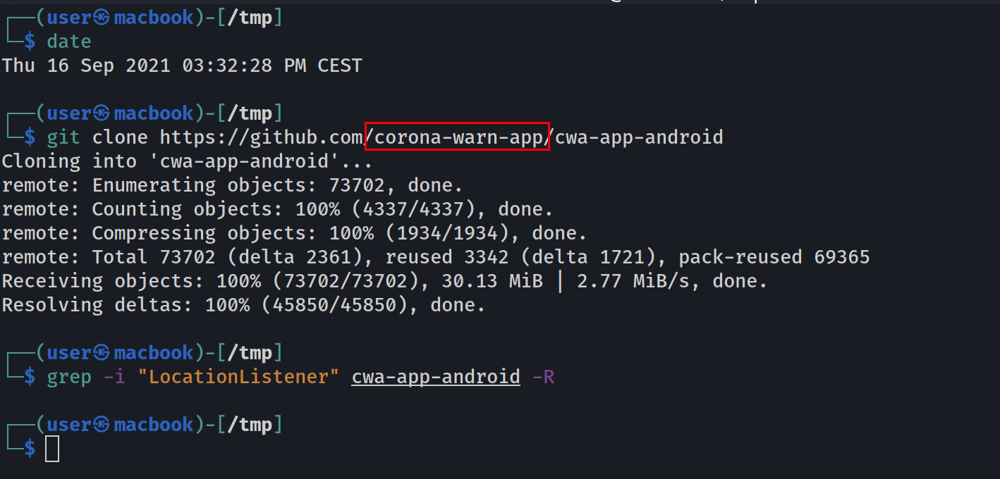 ┌──(user㉿macbook)-[/tmp]
└─$ date
Thu 16 Sep 2021 03:32:28 PM CEST
┌──(user㉿macbook)-[/tmp]
└─$ git clone https://github.com/corona-warn-app/cwa-app-android
Cloning into 'cwa-app-android'...
remote: Enumerating objects: 73702, done.
remote: Counting objects: 100% (4337/4337), done.
remote: Compressing objects: 100% (1934/1934), done.
remote: Total 73702 (delta 2361), reused 3342 (delta 1721), pack-reused 69365
Receiving objects: 100% (73702/73702), 30.13 MiB | 2.77 MiB/s, done.
Resolving deltas: 100% (45850/45850), done.
┌──(user㉿macbook)-[/tmp]
└─$ grep -i "LocationListener" cwa-app-android -R
┌──(user㉿macbook)-[/tmp]
└─$